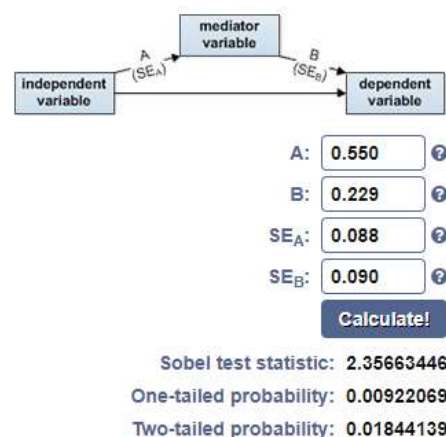 mediator
variable
A
(SEA)
B
(SEB)
independent
variable
dependent
variable
A: 0.550 ?
B: 0.229 ?
SEA: 0.088 ?
SEB: 0.090 ?
Calculate!
Sobel test statistic: 2.35663446
One-tailed probability: 0.00922069
Two-tailed probability: 0.01844139